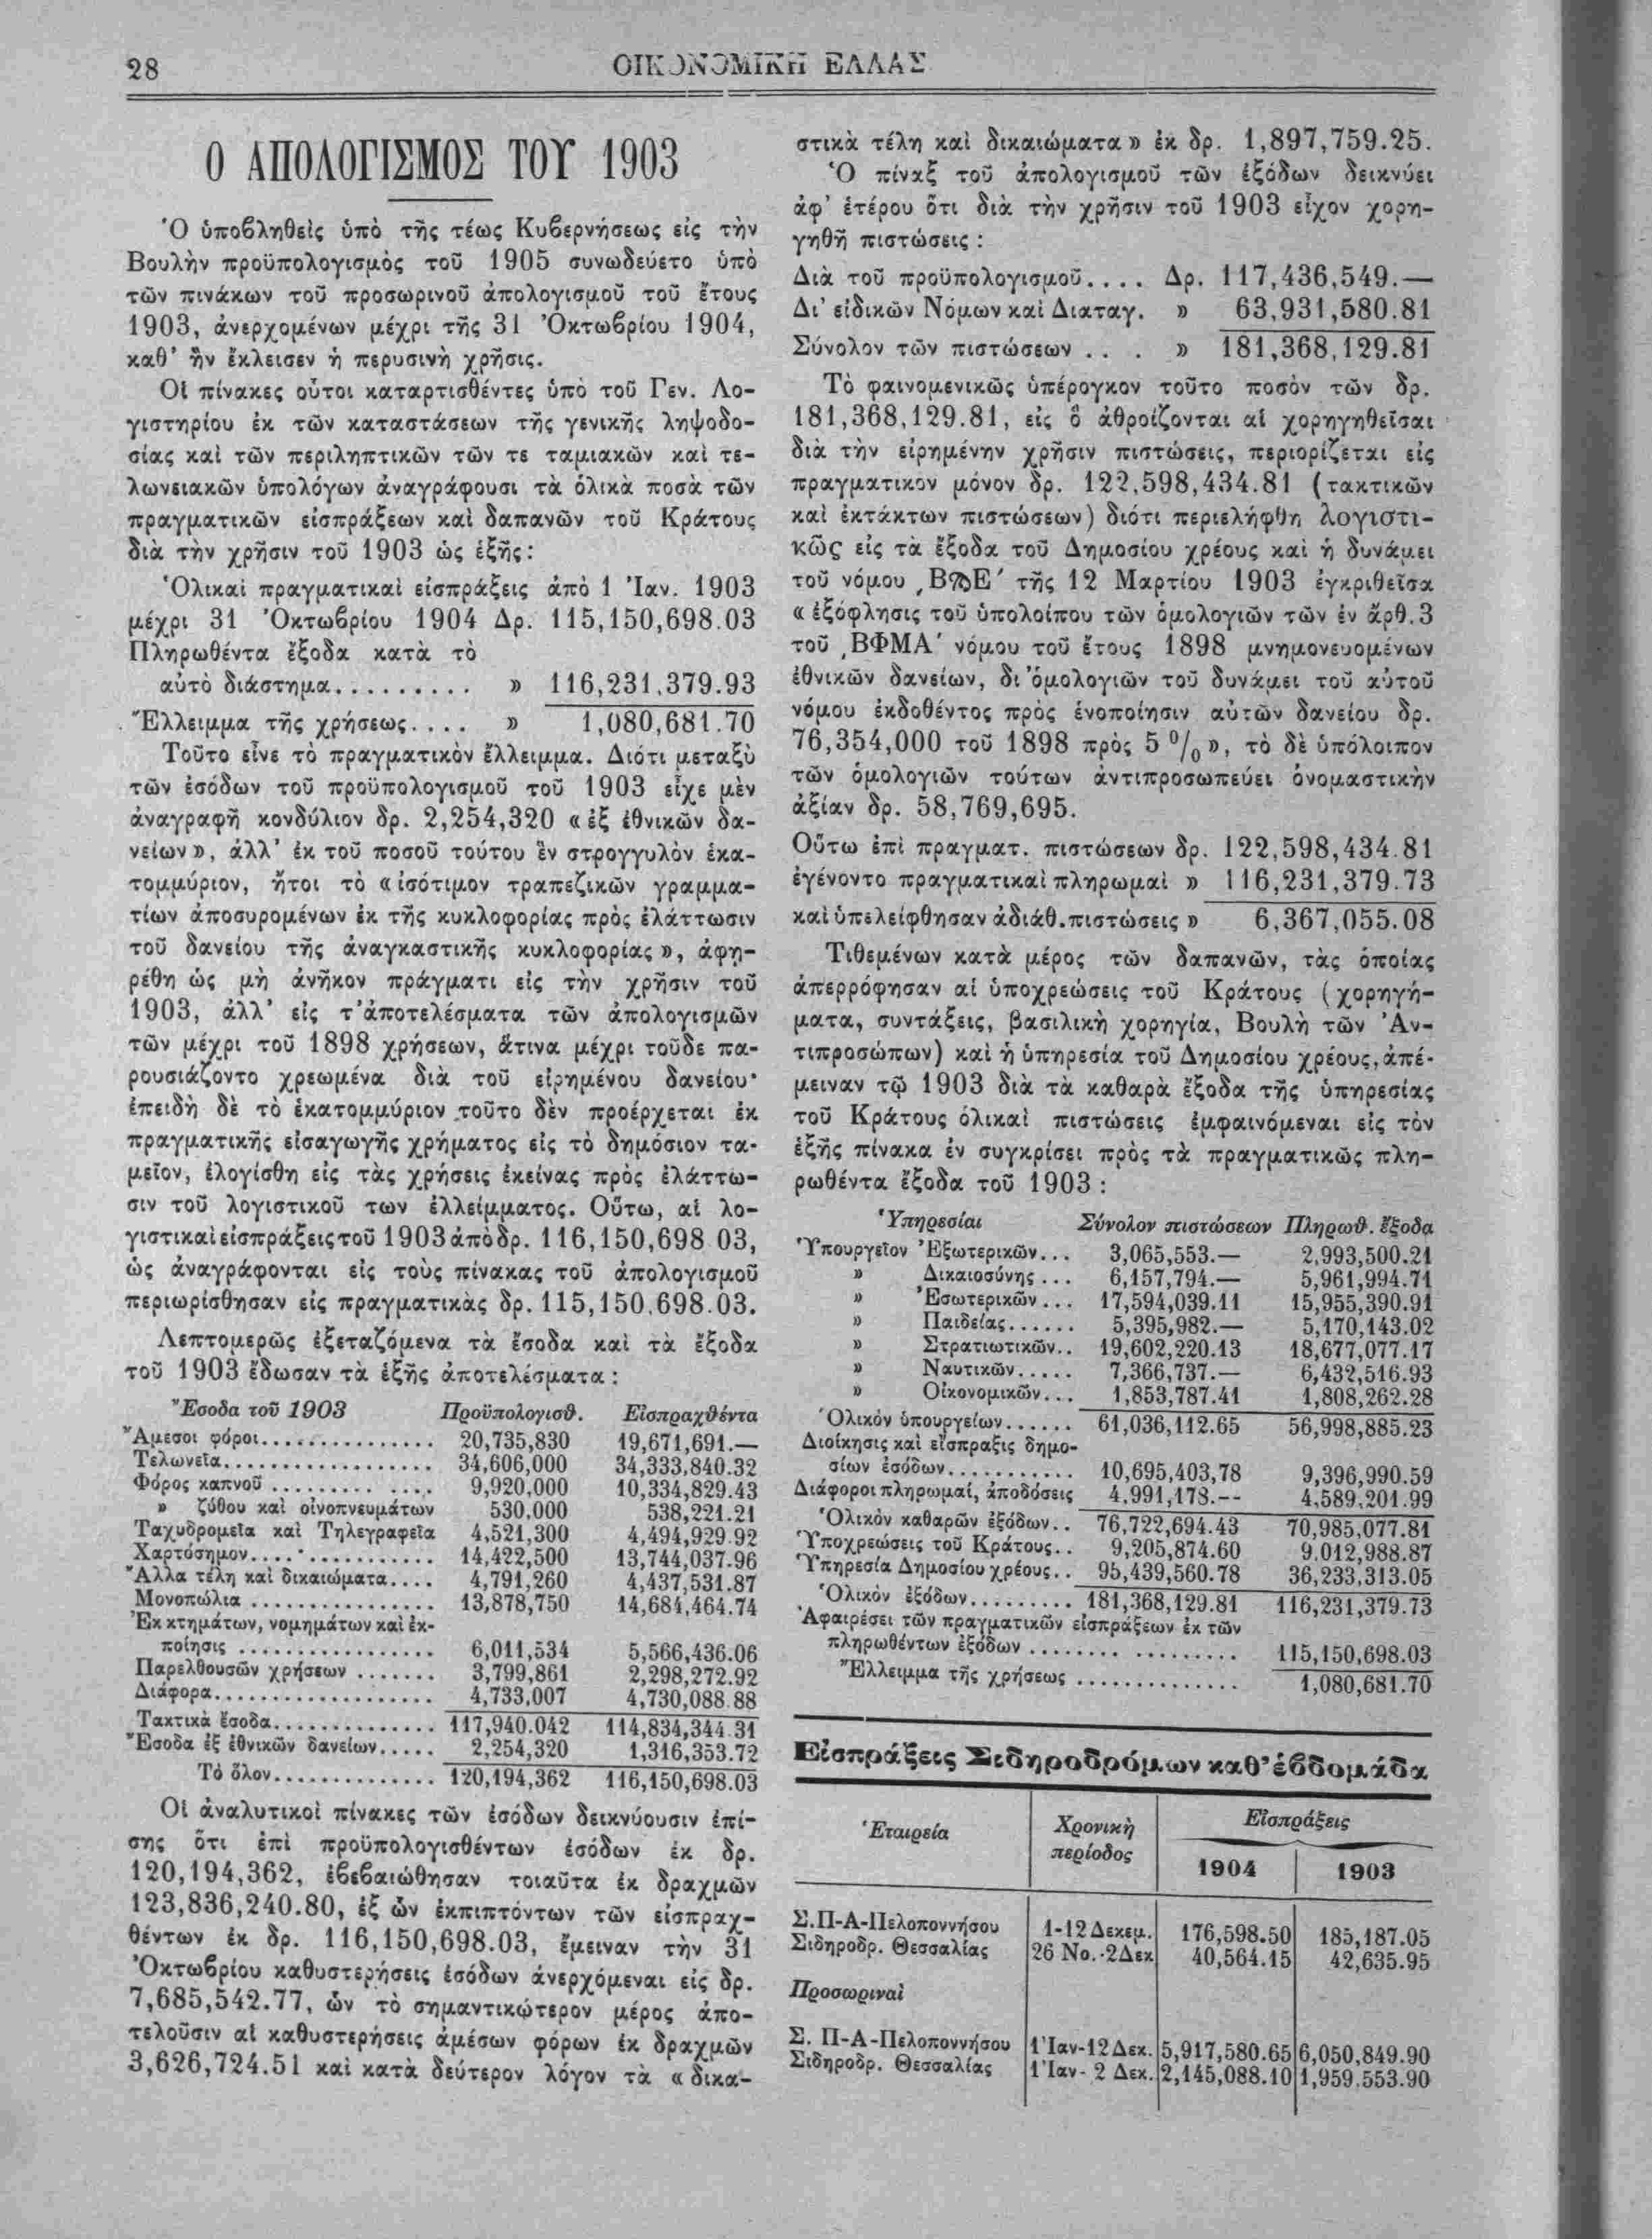 28
ΟΙΚΟΝΟΜΙΚΗ ΕΛΛΑΣ
Ο ΑΠΟΛΟΓΙΣΜΟΣ ΤΟΥ 1903
Ὁ ὑποβληθεὶς ὑπὸ τῆς τέως Κυβερνήσεως εἰς τὴν
Βουλὴν προϋπολογισμὸς τοῦ 1905 συνωδεύετο ὑπὸ
τῶν πινάκων τοῦ προσωρινοῦ ἀπολογισμοῦ τοῦ ἔτους
1903, ἀνερχομένων μέχρι τῆς 31 Ὀκτωβρίου 1904,
καθ' ἣν ἔκλεισεν ἡ περυσινὴ χρῆσις.
Οἱ πίνακες οὗτοι καταρτισθέντες ὑπὸ τοῦ Γεν. Λο-
γιστηρίου ἐκ τῶν καταστάσεων τῆς γενικῆς ληψοδο-
σίας καὶ τῶν περιληπτικῶν τῶν τε ταμιακῶν καὶ τε-
λωνειακῶν ὑπολόγων ἀναγράφουσι τὰ ὁλικὰ ποσὰ τῶν
πραγματικῶν εἰσπράξεων καὶ δαπανῶν τοῦ Κράτους
διὰ τὴν χρῆσιν τοῦ 1903 ὡς ἑξῆς:
Ὁλικαὶ πραγματικαὶ εἰσπράξεις ἀπὸ 1 Ἰαν. 1903
μέχρι 31 Ὀκτωβρίου 1904 Δρ. 115,150,698.03
Πληρωθέντα ἔξοδα κατὰ τὸ
αὐτὸ διάστημα......... » 116,231,379.93
Ἔλλειμμα τῆς χρήσεως.... » 1,080,681.70
Τοῦτο εἶνε τὸ πραγματικὸν ἔλλειμμα. Διότι μεταξὺ
τῶν ἐσόδων τοῦ προϋπολογισμοῦ τοῦ 1903 εἶχε μὲν
ἀναγραφῆ κονδύλιον δρ. 2,254,320 «ἐξ ἐθνικῶν δα-
νείων», ἀλλ' ἐκ τοῦ ποσοῦ τούτου ἓν στρογγυλὸν ἑκα-
τομμύριον, ἤτοι τὸ «ἰσότιμον τραπεζικῶν γραμμα-
τίων ἀποσυρομένων ἐκ τῆς κυκλοφορίας πρὸς ἐλάττωσιν
τοῦ δανείου τῆς ἀναγκαστικῆς κυκλοφορίας», ἀφῃ-
ρέθη ὡς μὴ ἀνῆκον πράγματι εἰς τὴν χρῆσιν τοῦ
1903, ἀλλ' εἰς τ' ἀποτελέσματα τῶν ἀπολογισμῶν
τῶν μέχρι τοῦ 1898 χρήσεων, ἅτινα μέχρι τοῦδε πα-
ρουσιάζοντο χρεωμένα διὰ τοῦ εἰρημένου δανείου·
ἐπειδὴ δὲ τὸ ἑκατομμύριον τοῦτο δὲν προέρχεται ἐκ
πραγματικῆς εἰσαγωγῆς χρήματος εἰς τὸ δημόσιον τα-
μεῖον, ἐλογίσθη εἰς τὰς χρήσεις ἐκείνας πρὸς ἐλάττω-
σιν τοῦ λογιστικοῦ των ἐλλείμματος. Οὕτω, αἱ λο-
γιστικαὶ εἰσπράξεις τοῦ 1903 ἀπὸ δρ. 116,150,698 03,
ὡς ἀναγράφονται εἰς τοὺς πίνακας τοῦ ἀπολογισμοῦ
περιωρίσθησαν εἰς πραγματικὰς δρ. 115,150,698.03.
Λεπτομερῶς ἐξεταζόμενα τὰ ἔσοδα καὶ τὰ ἔξοδα
τοῦ 1903 ἔδωσαν τὰ ἑξῆς ἀποτελέσματα:
Ἔσοδα τοῦ 1903 Προϋπολογισθ. Εἰσπραχθέντα
Ἄμεσοι φόροι............... 20,735,830 19,671,691.—
Τελωνεῖα.................. 34,606,000 34,333,840.32
Φόρος καπνοῦ ......... .... 9,920,000 10,334,829.43
» ζύθου καὶ οἰνοπνευμάτων 530,000 538,221.21
Ταχυδρομεῖα καὶ Τηλεγραφεῖα 4,521,300 4,494,929.92
Χαρτόσημον................ 14,422,500 13,744,037.96
Ἄλλα τέλη καὶ δικαιώματα.... 4,791,260 4,437,531.87
Μονοπώλια ............... 13,878,750 14,684,464.74
Ἐκ κτημάτων, νομημάτων καὶ ἐκ-
ποίησις ................ 6,011,534 5,566,436.06
Παρελθουσῶν χρήσεων ....... 3,799,861 2,298,272.92
Διάφορα................... 4,733,007 4,730,088.88
Τακτικὰ ἔσοδα.............. 117,940.042 114,834,344.31
Ἔσοδα ἐξ ἐθνικῶν δανείων..... 2,254,320 1,316,353.72
Τὸ ὅλον.............. 120,194,362 116,150,698.03
Οἱ ἀναλυτικοὶ πίνακες τῶν ἐσόδων δεικνύουσιν ἐπί-
σης ὅτι ἐπὶ προϋπολογισθέντων ἐσόδων ἐκ δρ.
120,194,362, ἐβεβαιώθησαν τοιαῦτα ἐκ δραχμῶν
123,836,240.80, ἐξ ὧν ἐκπιπτόντων τῶν εἰσπραχ-
θέντων ἐκ δρ. 116,150,698.03, ἔμειναν τὴν 31
Ὀκτωβρίου καθυστερήσεις ἐσόδων ἀνερχόμεναι εἰς δρ.
7,685,542.77, ὧν τὸ σημαντικώτερον μέρος ἀπο-
τελοῦσιν αἱ καθυστερήσεις ἀμέσων φόρων ἐκ δραχμῶν
3,626,724.51 καὶ κατὰ δεύτερον λόγον τὰ «δικα-
στικὰ τέλη καὶ δικαιώματα» ἐκ δρ. 1,897,759.25.
Ὁ πίναξ τοῦ ἀπολογισμοῦ τῶν ἐξόδων δεικνύει
ἀφ' ἑτέρου ὅτι διὰ τὴν χρῆσιν τοῦ 1903 εἶχον χορη-
γηθῆ πιστώσεις:
Διὰ τοῦ προϋπολογισμοῦ.... Δρ. 117,436,549.—
Δι' εἰδικῶν Νόμων καὶ Διαταγ. » 63,931,580.81
Σύνολον τῶν πιστώσεων .. . » 181,368,129.81
Τὸ φαινομενικῶς ὑπέρογκον τοῦτο ποσὸν τῶν δρ.
181,368,129.81, εἰς ὃ ἀθροίζονται αἱ χορηγηθεῖσαι
διὰ τὴν εἰρημένην χρῆσιν πιστώσεις, περιορίζεται εἰς
πραγματικὸν μόνον δρ. 122,598,434.81 (τακτικῶν
καὶ ἐκτάκτων πιστώσεων) διότι περιελήφθη λογιστι-
κῶς εἰς τὰ ἔξοδα τοῦ Δημοσίου χρέους καὶ ἡ δυνάμει
τοῦ νόμου ͵ΒϠΕ΄ τῆς 12 Μαρτίου 1903 ἐγκριθεῖσα
«ἐξόφλησις τοῦ ὑπολοίπου τῶν ὁμολογιῶν τῶν ἐν ἄρθ. 3
τοῦ ͵ΒΦΜΑ΄ νόμου τοῦ ἔτους 1898 μνημονευομένων
ἐθνικῶν δανείων, δι' ὁμολογιῶν τοῦ δυνάμει τοῦ αὐτοῦ
νόμου ἐκδοθέντος πρὸς ἑνοποίησιν αὐτῶν δανείου δρ.
76,354,000 τοῦ 1898 πρὸς 5 0/0», τὸ δὲ ὑπόλοιπον
τῶν ὁμολογιῶν τούτων ἀντιπροσωπεύει ὀνομαστικὴν
ἀξίαν δρ. 58,769,695.
Οὕτω ἐπὶ πραγματ. πιστώσεων δρ. 122,598,434.81
ἐγένοντο πραγματικαὶ πληρωμαὶ » 116,231,379.73
καὶ ὑπελείφθησαν ἀδιάθ. πιστώσεις » 6,367,055.08
Τιθεμένων κατὰ μέρος τῶν δαπανῶν, τὰς ὁποίας
ἀπερρόφησαν αἱ ὑποχρεώσεις τοῦ Κράτους (χορηγή-
ματα, συντάξεις, βασιλικὴ χορηγία, Βουλὴ τῶν Ἀν-
τιπροσώπων) καὶ ἡ ὑπηρεσία τοῦ Δημοσίου χρέους, ἀπέ-
μειναν τῷ 1903 διὰ τὰ καθαρὰ ἔξοδα τῆς ὑπηρεσίας
τοῦ Κράτους ὁλικαὶ πιστώσεις ἐμφαινόμεναι εἰς τὸν
ἑξῆς πίνακα ἐν συγκρίσει πρὸς τὰ πραγματικῶς πλη-
ρωθέντα ἔξοδα τοῦ 1903:
Ὑπηρεσίαι Σύνολον πιστώσεων Πληρωθ. ἔξοδα
Ὑπουργεῖον Ἐξωτερικῶν... 3,065,553.— 2,993,500.21
» Δικαιοσύνης... 6,157,794.— 5,961,994.71
» Ἐσωτερικῶν... 17,594,039.11 15,955,390.91
» Παιδείας...... 5,395,982.— 5,170,143.02
» Στρατιωτικῶν.. 19,602,220.13 18,677,077.17
» Ναυτικῶν..... 7,366,737.— 6,432,516.93
» Οἰκονομικῶν... 1,853,787.41 1,808,262.28
Ὁλικὸν ὑπουργείων...... 61,036,112.65 56,998,885.23
Διοίκησις καὶ εἴσπραξις δημο-
σίων ἐσόδων........... 10,695,403,78 9,396,990.59
Διάφοροι πληρωμαί, ἀποδόσεις 4.991,178.-- 4,589,201.99
Ὁλικὸν καθαρῶν ἐξόδων.. 76,722,694.43 70,985,077.81
Ὑποχρεώσεις τοῦ Κράτους.. 9,205,874.60 9.012,988.87
Ὑπηρεσία Δημοσίου χρέους.. 95,439,560.78 36,233,313.05
Ὁλικὸν ἐξόδων......... 181,368,129.81 116,231,379.73
Ἀφαιρέσει τῶν πραγματικῶν εἰσπράξεων ἐκ τῶν
πληρωθέντων ἐξόδων ........ ......... 115,150,698.03
Ἔλλειμμα τῆς χρήσεως .............. 1,080,681.70
Εἰσπράξεις Σιδηροδρόμων καθ' ἑβδομάδα
Ἑταιρεία Χρονικὴ περίοδος Εἰσπράξεις
1904 1903
Σ.Π-Α-Πελοποννήσου 1-12 Δεκεμ. 176,598.50 185,187.05
Σιδηροδρ. Θεσσαλίας 26 Νο.-2Δεκ 40,564.15 42,635.95
Προσωριναὶ
Σ. Π-Α-Πελοποννήσου 1 Ἰαν-12 Δεκ. 5,917,580.65 6,050,849.90
Σιδηροδρ. Θεσσαλίας 1 Ἰαν- 2 Δεκ. 2,145,088.10 1,959.553.90